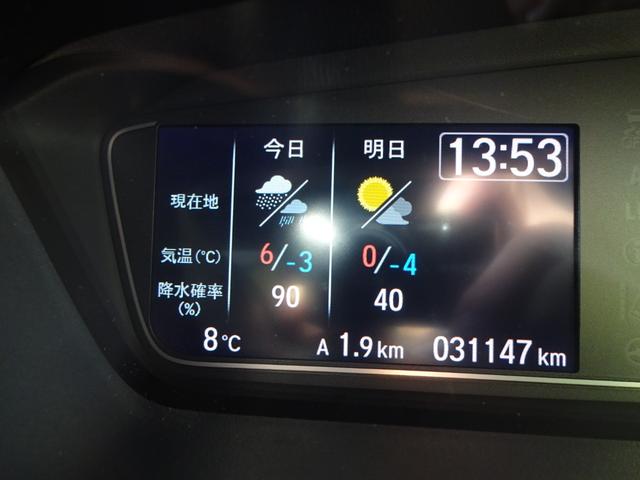 今日 明日 13:53
現在地
気温(℃) 6/-3 0/-4
降水確率 90 40
(%)
8℃ A 1.9km 031147km